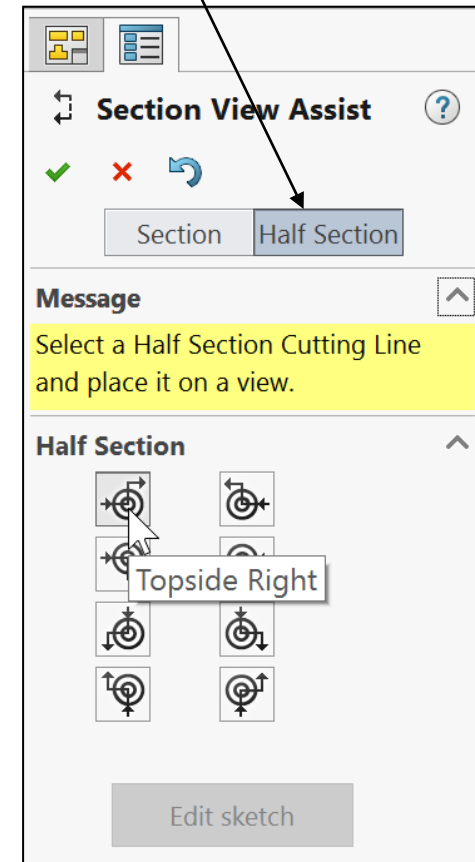 Section View Assist
?
Section Half Section
Message
Select a Half Section Cutting Line
and place it on a view.
Half Section
Topside Right
Edit sketch